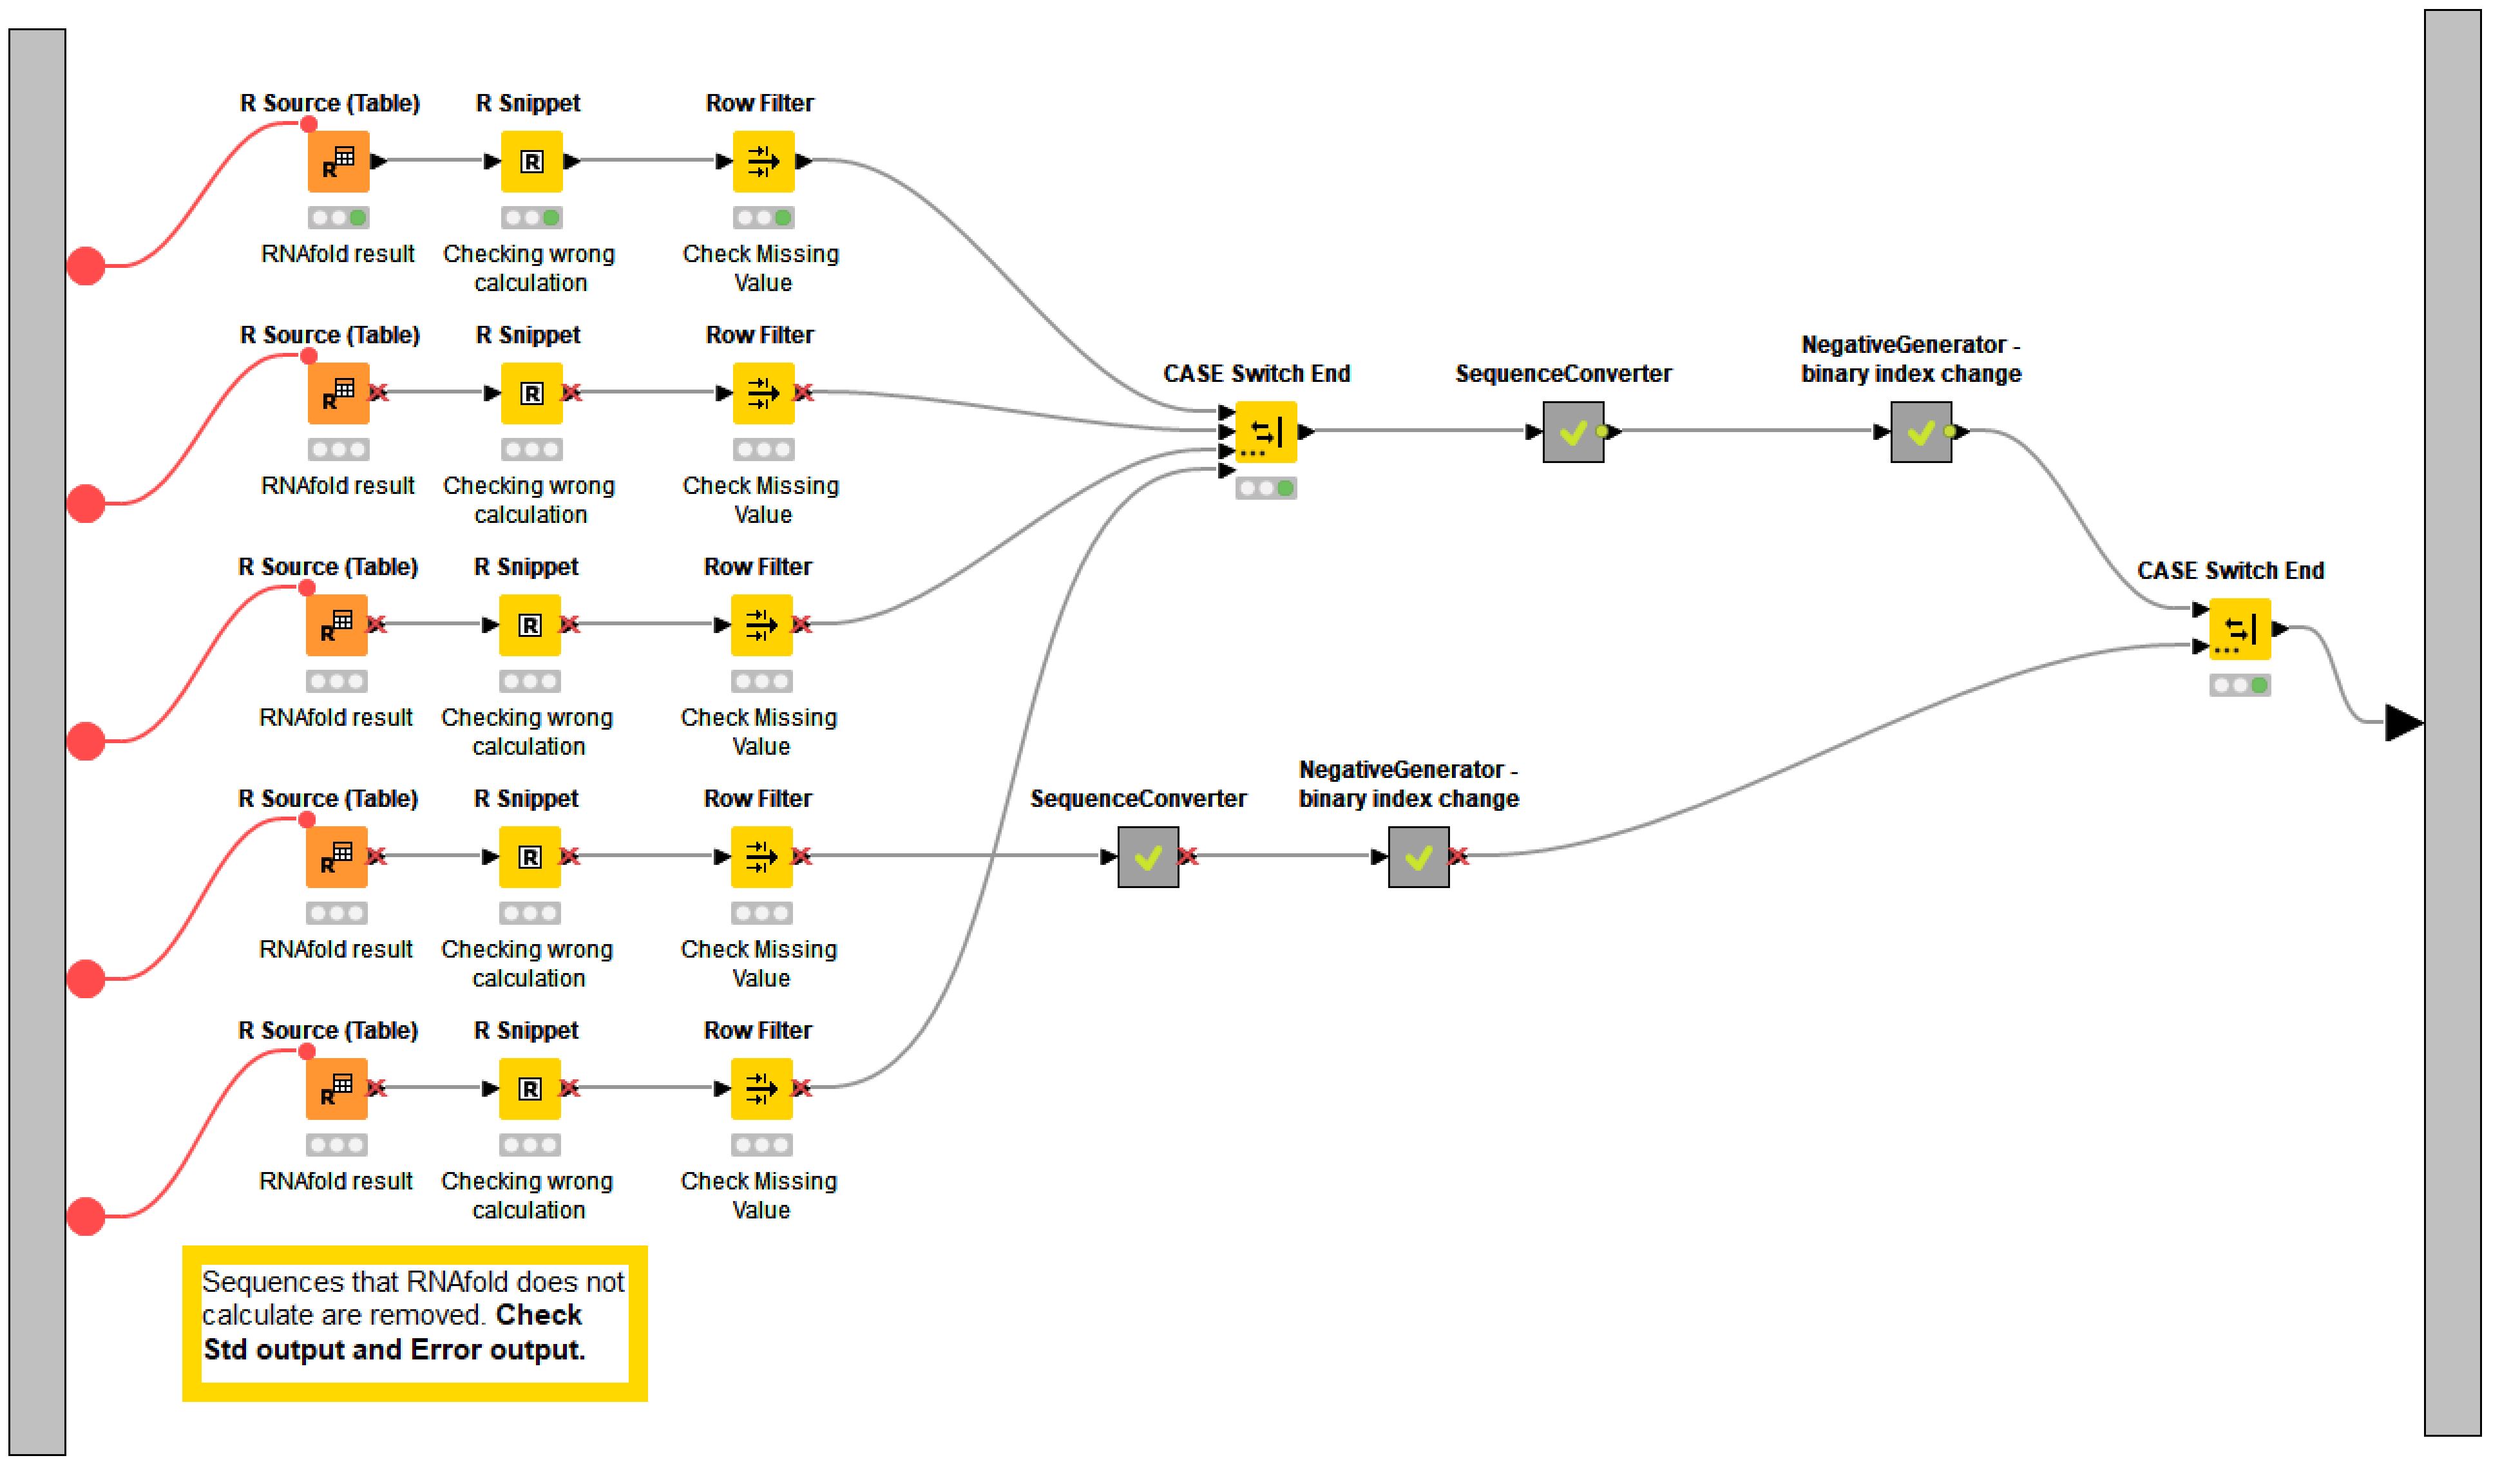 R Source (Table)
R Snippet
Row Filter
R
R
RNAfold result
Checking wrong
calculation
Check Missing
Value
R Source (Table)
R Snippet
Row Filter
R
R
RNAfold result
Checking wrong
calculation
Check Missing
Value
CASE Switch End
SequenceConverter
NegativeGenerator -
binary index change
R Source (Table)
R Snippet
Row Filter
R
R
RNAfold result
Checking wrong
calculation
Check Missing
Value
CASE Switch End
R Source (Table)
R Snippet
Row Filter
R
R
RNAfold result
Checking wrong
calculation
Check Missing
Value
SequenceConverter
NegativeGenerator -
binary index change
R Source (Table)
R Snippet
Row Filter
R
R
RNAfold result
Checking wrong
calculation
Check Missing
Value
Sequences that RNAfold does not
calculate are removed. Check
Std output and Error output.